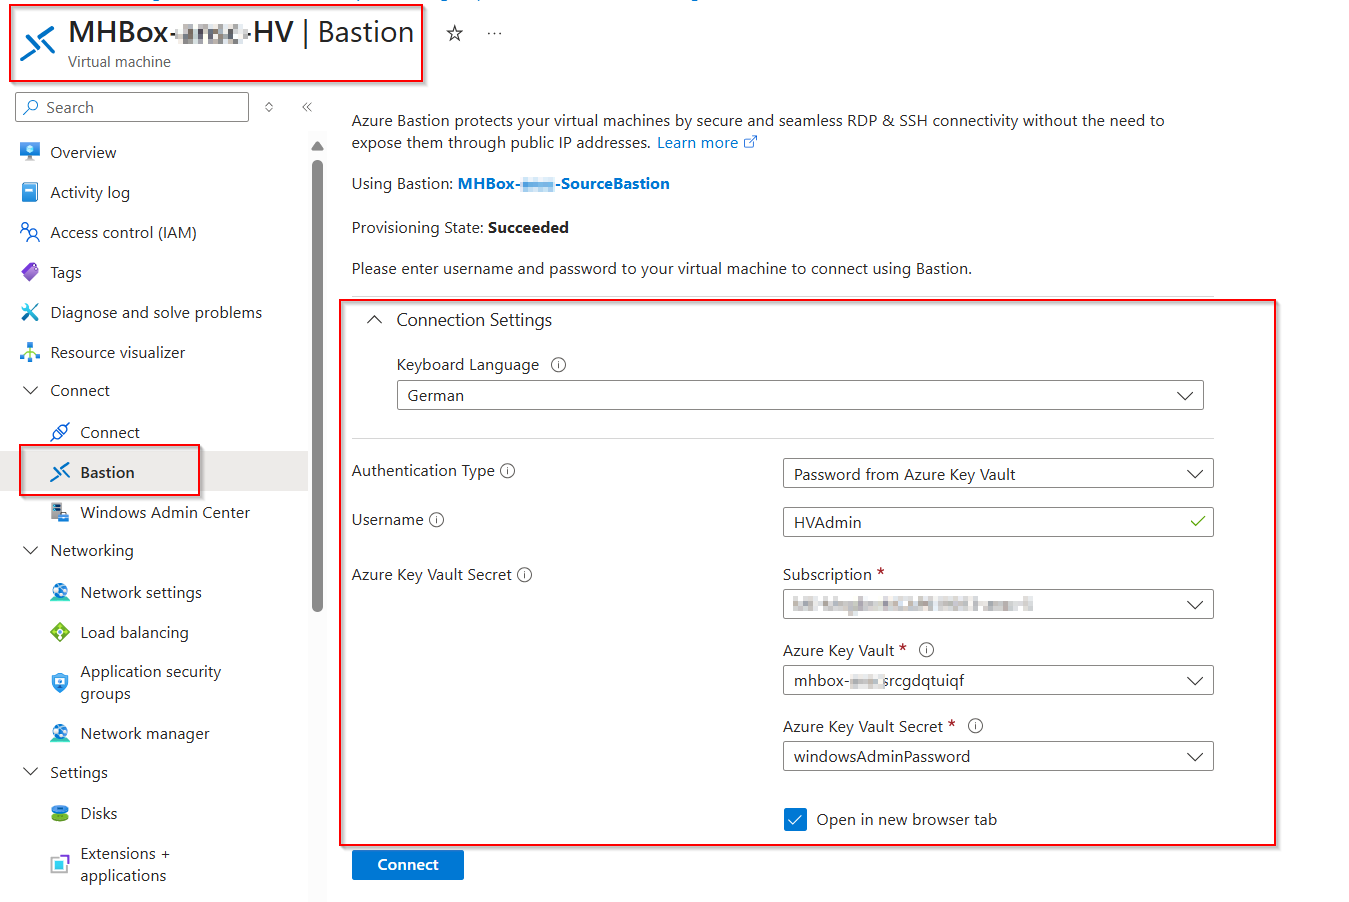 MHBox- -HV | Bastion
Virtual machine
Search
Azure Bastion protects your virtual machines by secure and seamless RDP & SSH connectivity without the need to
expose them through public IP addresses. Learn more
Overview
Activity log
Using Bastion: MHBox- -SourceBastion
Access control (IAM)
Provisioning State: Succeeded
Tags
Please enter username and password to your virtual machine to connect using Bastion.
Diagnose and solve problems
Connection Settings
Resource visualizer
Keyboard Language
Connect
German
Connect
Bastion
Authentication Type
Password from Azure Key Vault
Windows Admin Center
Username
HVAdmin
Networking
Azure Key Vault Secret
Subscription *
Network settings
Load balancing
Azure Key Vault *
Application security
groups
mhbox- srcgdqtuiqf
Network manager
Azure Key Vault Secret *
Settings
windowsAdminPassword
Disks
Open in new browser tab
Extensions +
applications
Connect